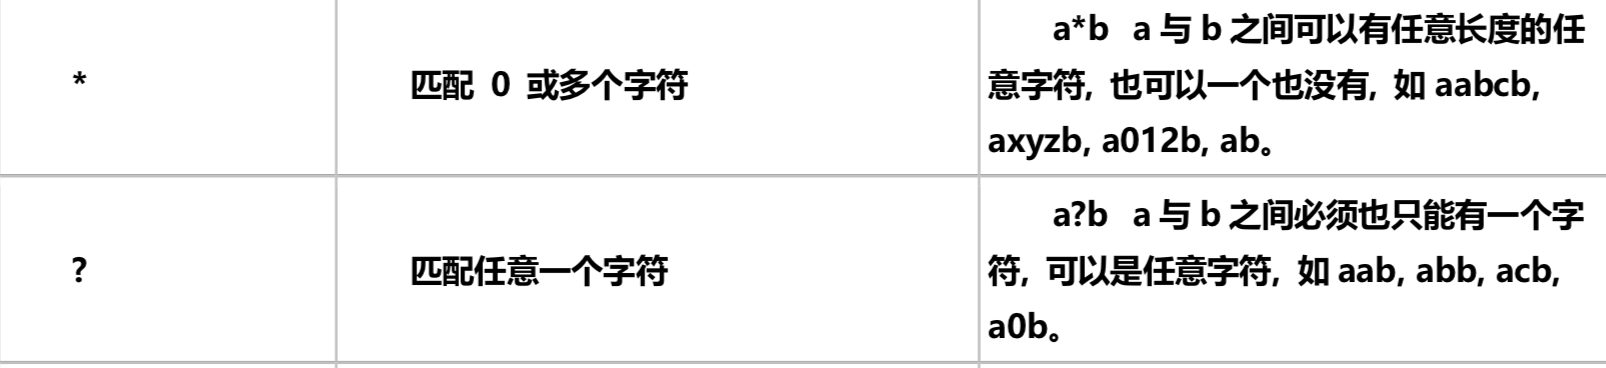 *
匹配 0 或多个字符
a*b a 与 b 之间可以有任意长度的任
意字符, 也可以一个也没有, 如 aabcb,
axyzb, a012b, ab。
?
匹配任意一个字符
a?b a 与 b 之间必须也只能有一个字
符, 可以是任意字符, 如 aab, abb, acb,
a0b。